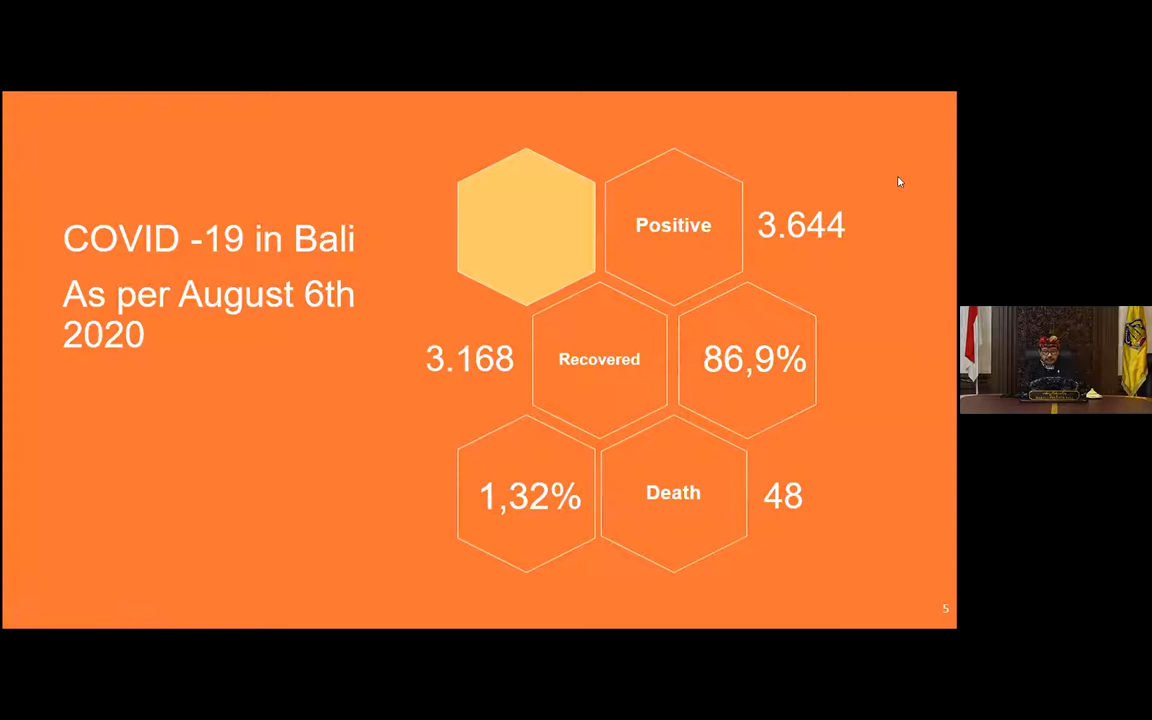 COVID -19 in Bali
As per August 6th
2020
Positive
3.644
3.168
Recovered
86,9%
1,32%
Death
48
5